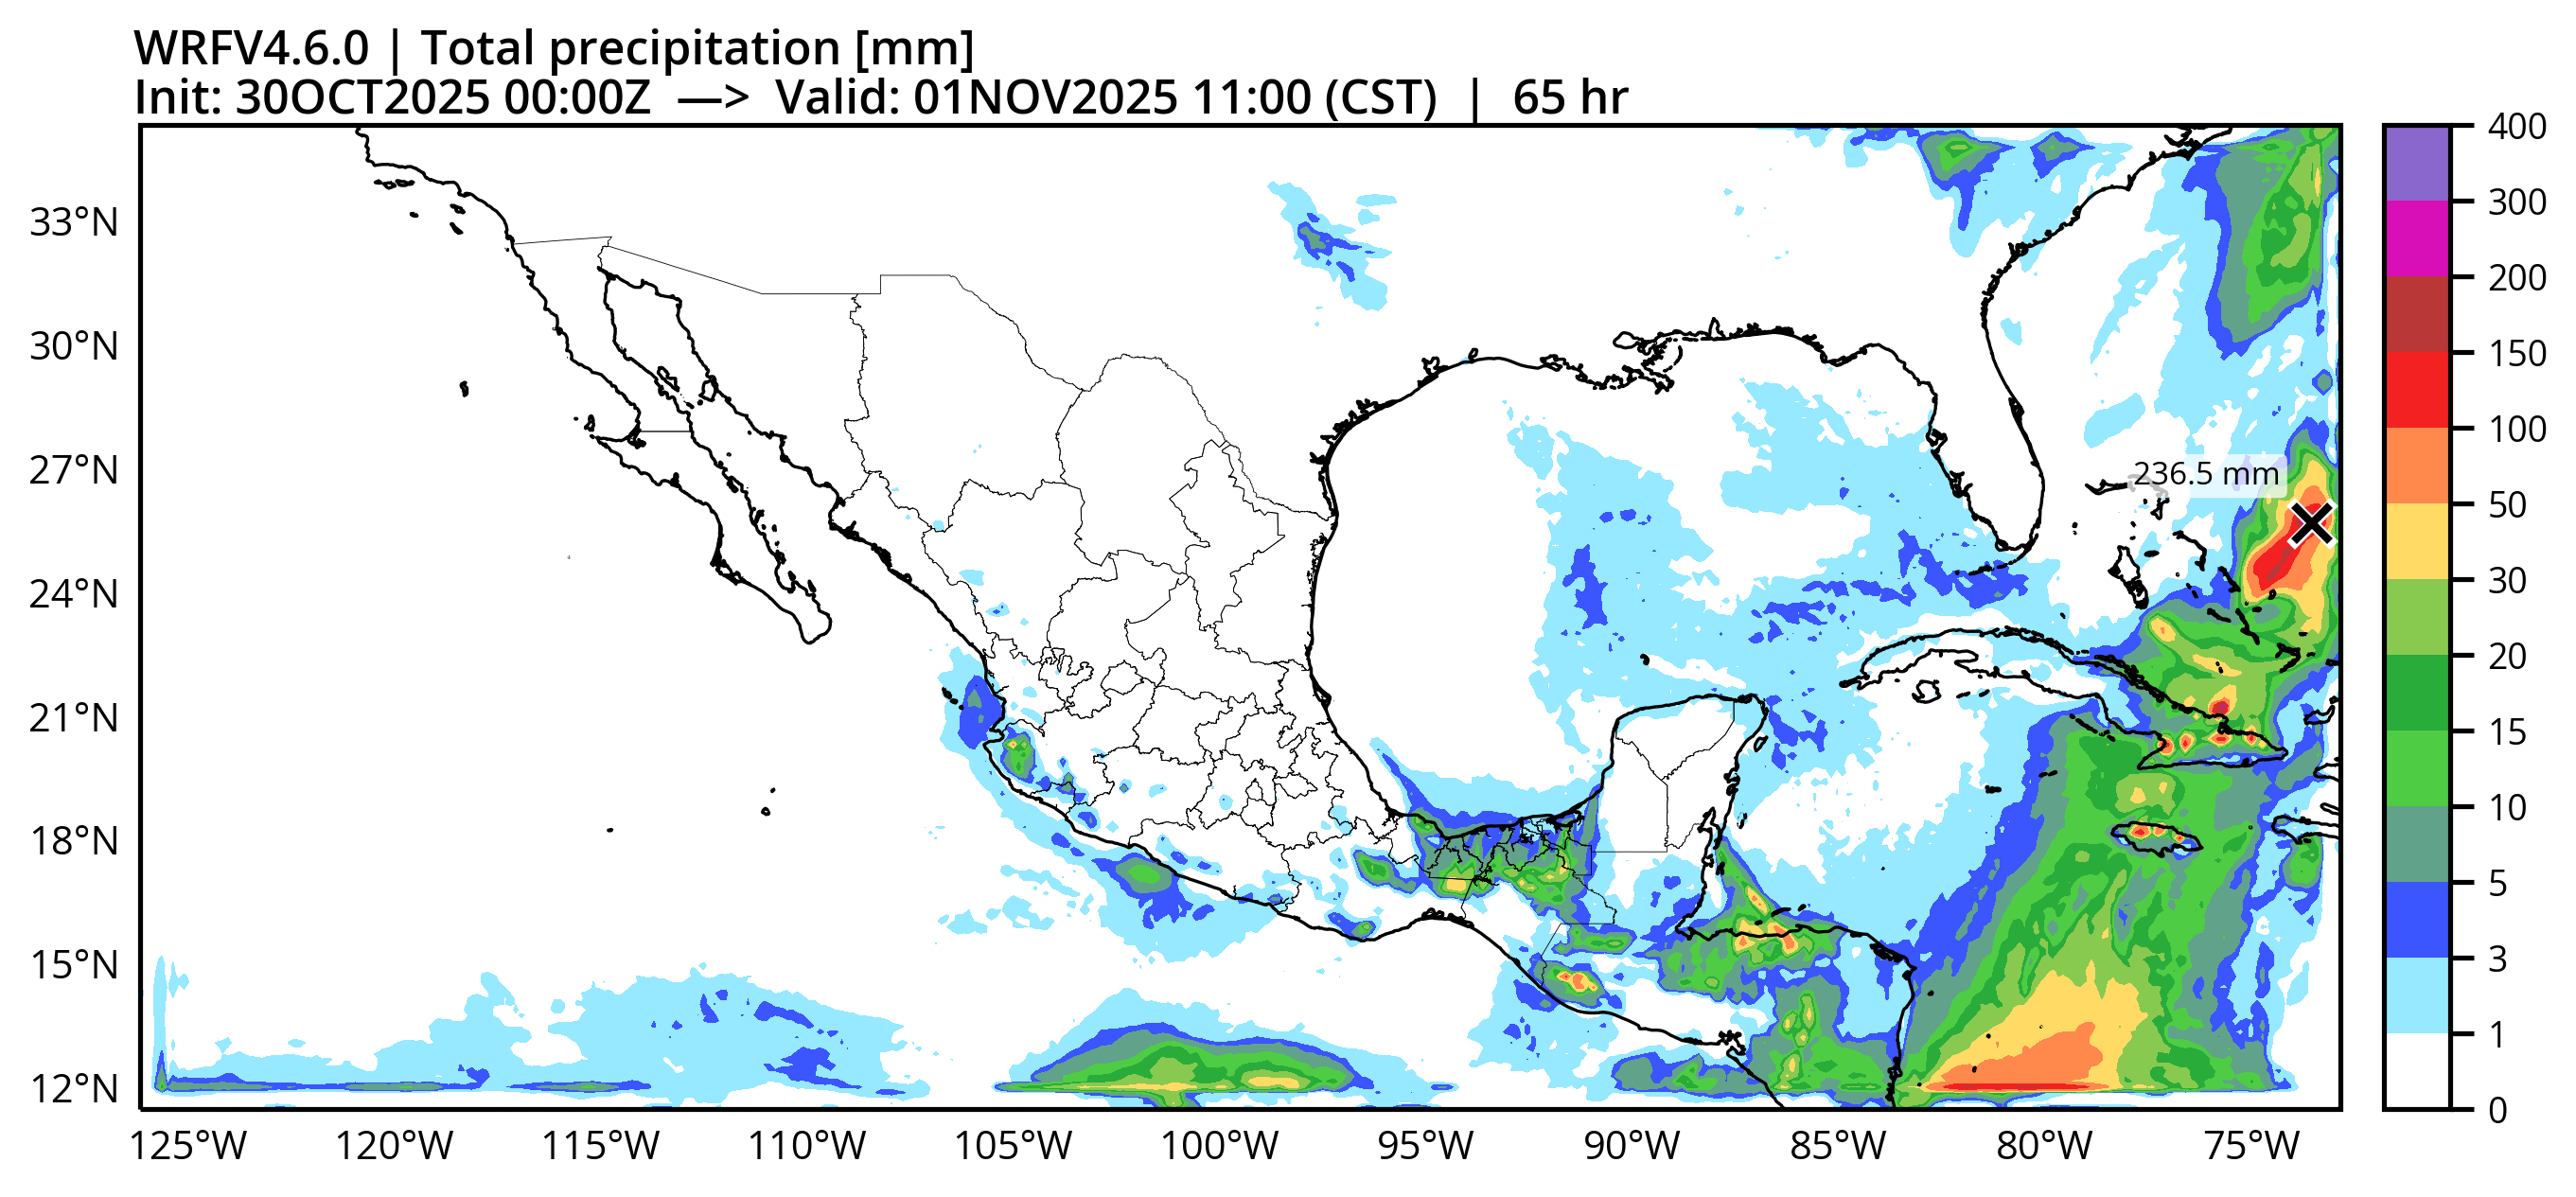 WRFV4.6.0 | Total precipitation [mm]
Init: 30OCT2025 00:00Z —> Valid: 01NOV2025 11:00 (CST) | 65 hr
33°N
30°N
27°N
24°N
21°N
18°N
15°N
12°N
125°W 120°W 115°W 110°W 105°W 100°W 95°W 90°W 85°W 80°W 75°W
236.5 mm
400
300
200
150
100
50
30
20
15
10
5
3
1
0